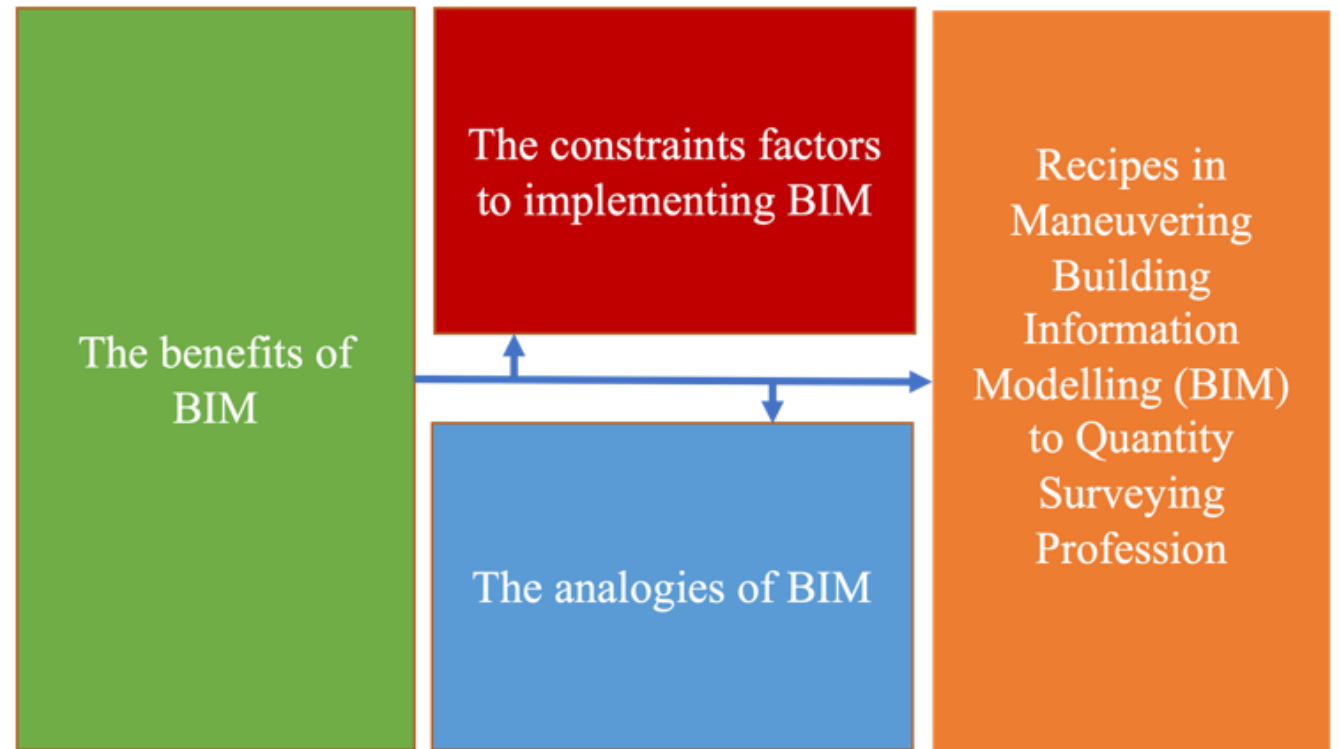 The benefits of
BIM
The constraints factors
to implementing BIM
The analogies of BIM
Recipes in
Maneuvering
Building
Information
Modelling (BIM)
to Quantity
Surveying
Profession